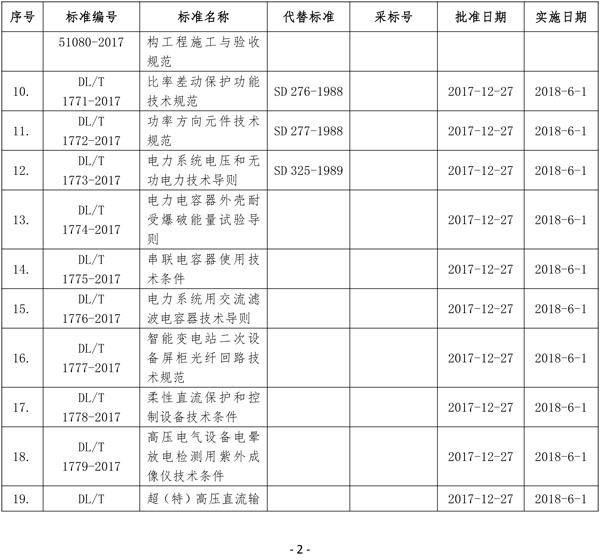 序号 标准编号 标准名称 代替标准 采标号 批准日期 实施日期
51080-2017 构工程施工与验收
规范
10. DL/T 1771-2017 比率差动保护功能
技术规范 SD 276-1988 2017-12-27 2018-6-1
11. DL/T 1772-2017 功率方向元件技术
规范 SD 277-1988 2017-12-27 2018-6-1
12. DL/T 1773-2017 电力系统电压和无
功电力技术导则 SD 325-1989 2017-12-27 2018-6-1
13. DL/T 1774-2017 电力电容器外壳耐
受爆破能量试验导
则 2017-12-27 2018-6-1
14. DL/T 1775-2017 串联电容器使用技
术条件 2017-12-27 2018-6-1
15. DL/T 1776-2017 电力系统用交流滤
波电容器技术导则 2017-12-27 2018-6-1
16. DL/T 1777-2017 智能变电站二次设
备屏柜光纤回路技
术规范 2017-12-27 2018-6-1
17. DL/T 1778-2017 柔性直流保护和控
制设备技术条件 2017-12-27 2018-6-1
18. DL/T 1779-2017 高压电气设备电晕
放电检测用紫外成
像仪技术条件 2017-12-27 2018-6-1
19. DL/T 超（特）高压直流输 2017-12-27 2018-6-1
- 2 -